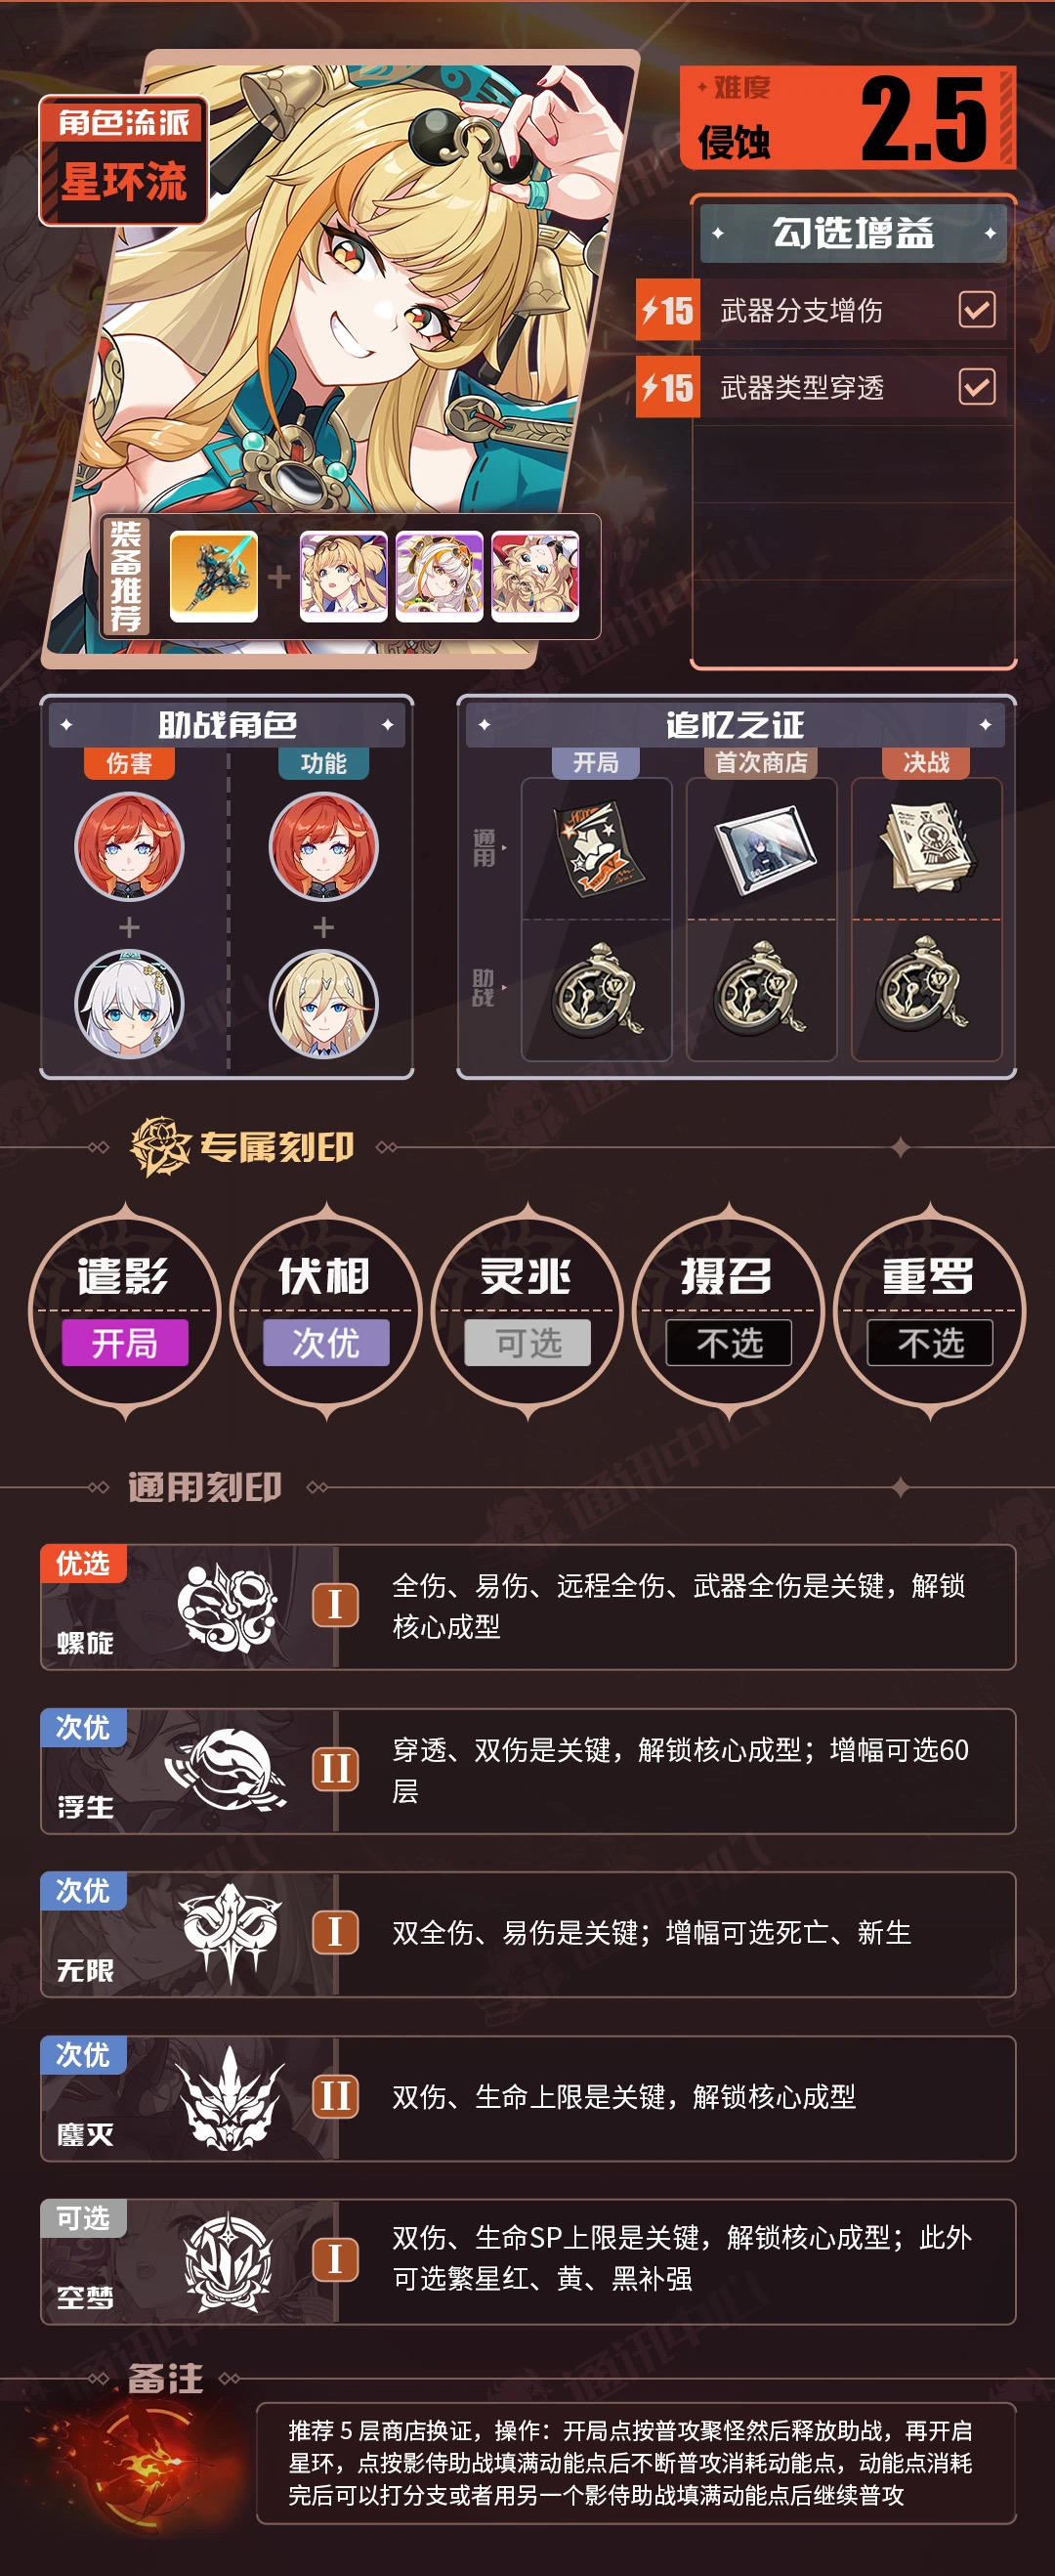 角色流派
星环流
难度
侵蚀
2.5
勾选增益
15 武器分支增伤
15 武器类型穿透
装备推荐
助战角色
伤害
功能
追忆之证
开局
首次商店
决战
通用
助战
专属刻印
遣影
开局
伏相
次优
灵兆
可选
摄召
不选
重罗
不选
通用刻印
优选
螺旋
I
全伤、易伤、远程全伤、武器全伤是关键，解锁
核心成型
次优
浮生
II
穿透、双伤是关键，解锁核心成型；增幅可选60
层
次优
无限
I
双全伤、易伤是关键；增幅可选死亡、新生
次优
鏖灭
II
双伤、生命上限是关键，解锁核心成型
可选
空梦
I
双伤、生命SP上限是关键，解锁核心成型；此外
可选繁星红、黄、黑补强
备注
推荐 5 层商店换证，操作：开局点按普攻聚怪然后释放助战，再开启
星环，点按影侍助战填满动能点后不断普攻消耗动能点，动能点消耗
完后可以打分支或者用另一个影侍助战填满动能点后继续普攻
通讯中心